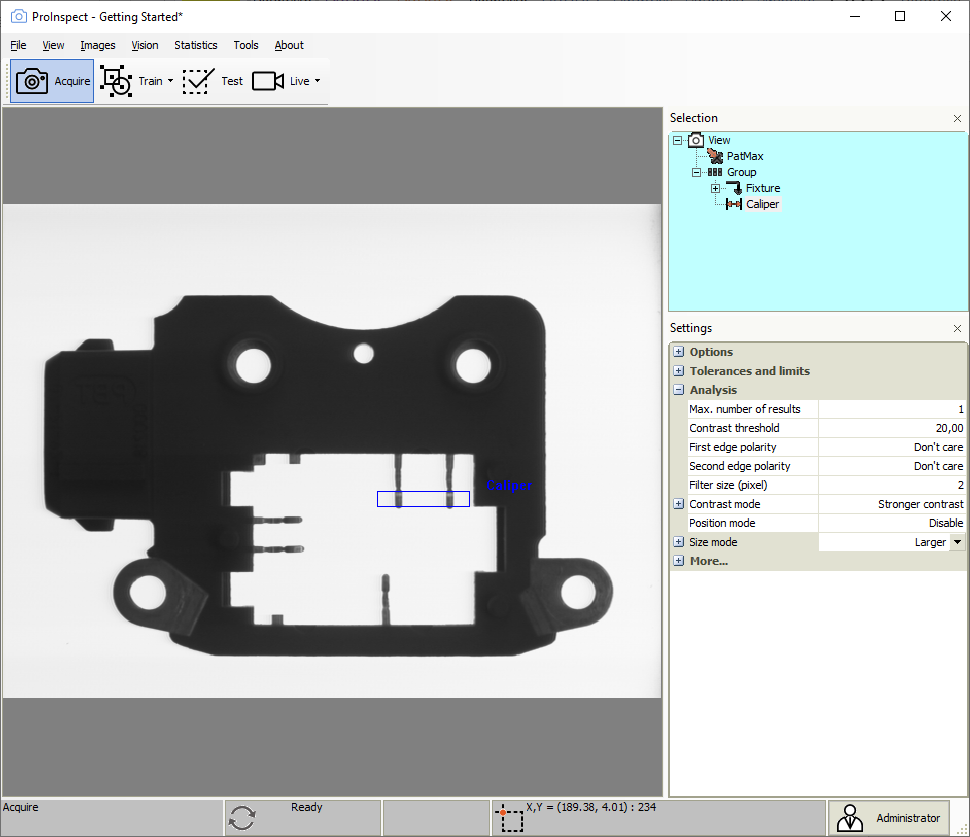 ProInspect - Getting Started*
File View Images Vision Statistics Tools About
Acquire Train Test Live
Selection
View
PatMax
Group
Fixture
Caliper
Caliper
Settings
Options
Tolerances and limits
Analysis
Max. number of results 1
Contrast threshold 20,00
First edge polarity Don't care
Second edge polarity Don't care
Filter size (pixel) 2
Contrast mode Stronger contrast
Position mode Disable
Size mode Larger
More...
Acquire Ready X,Y = (189.38, 4.01) : 234 Administrator